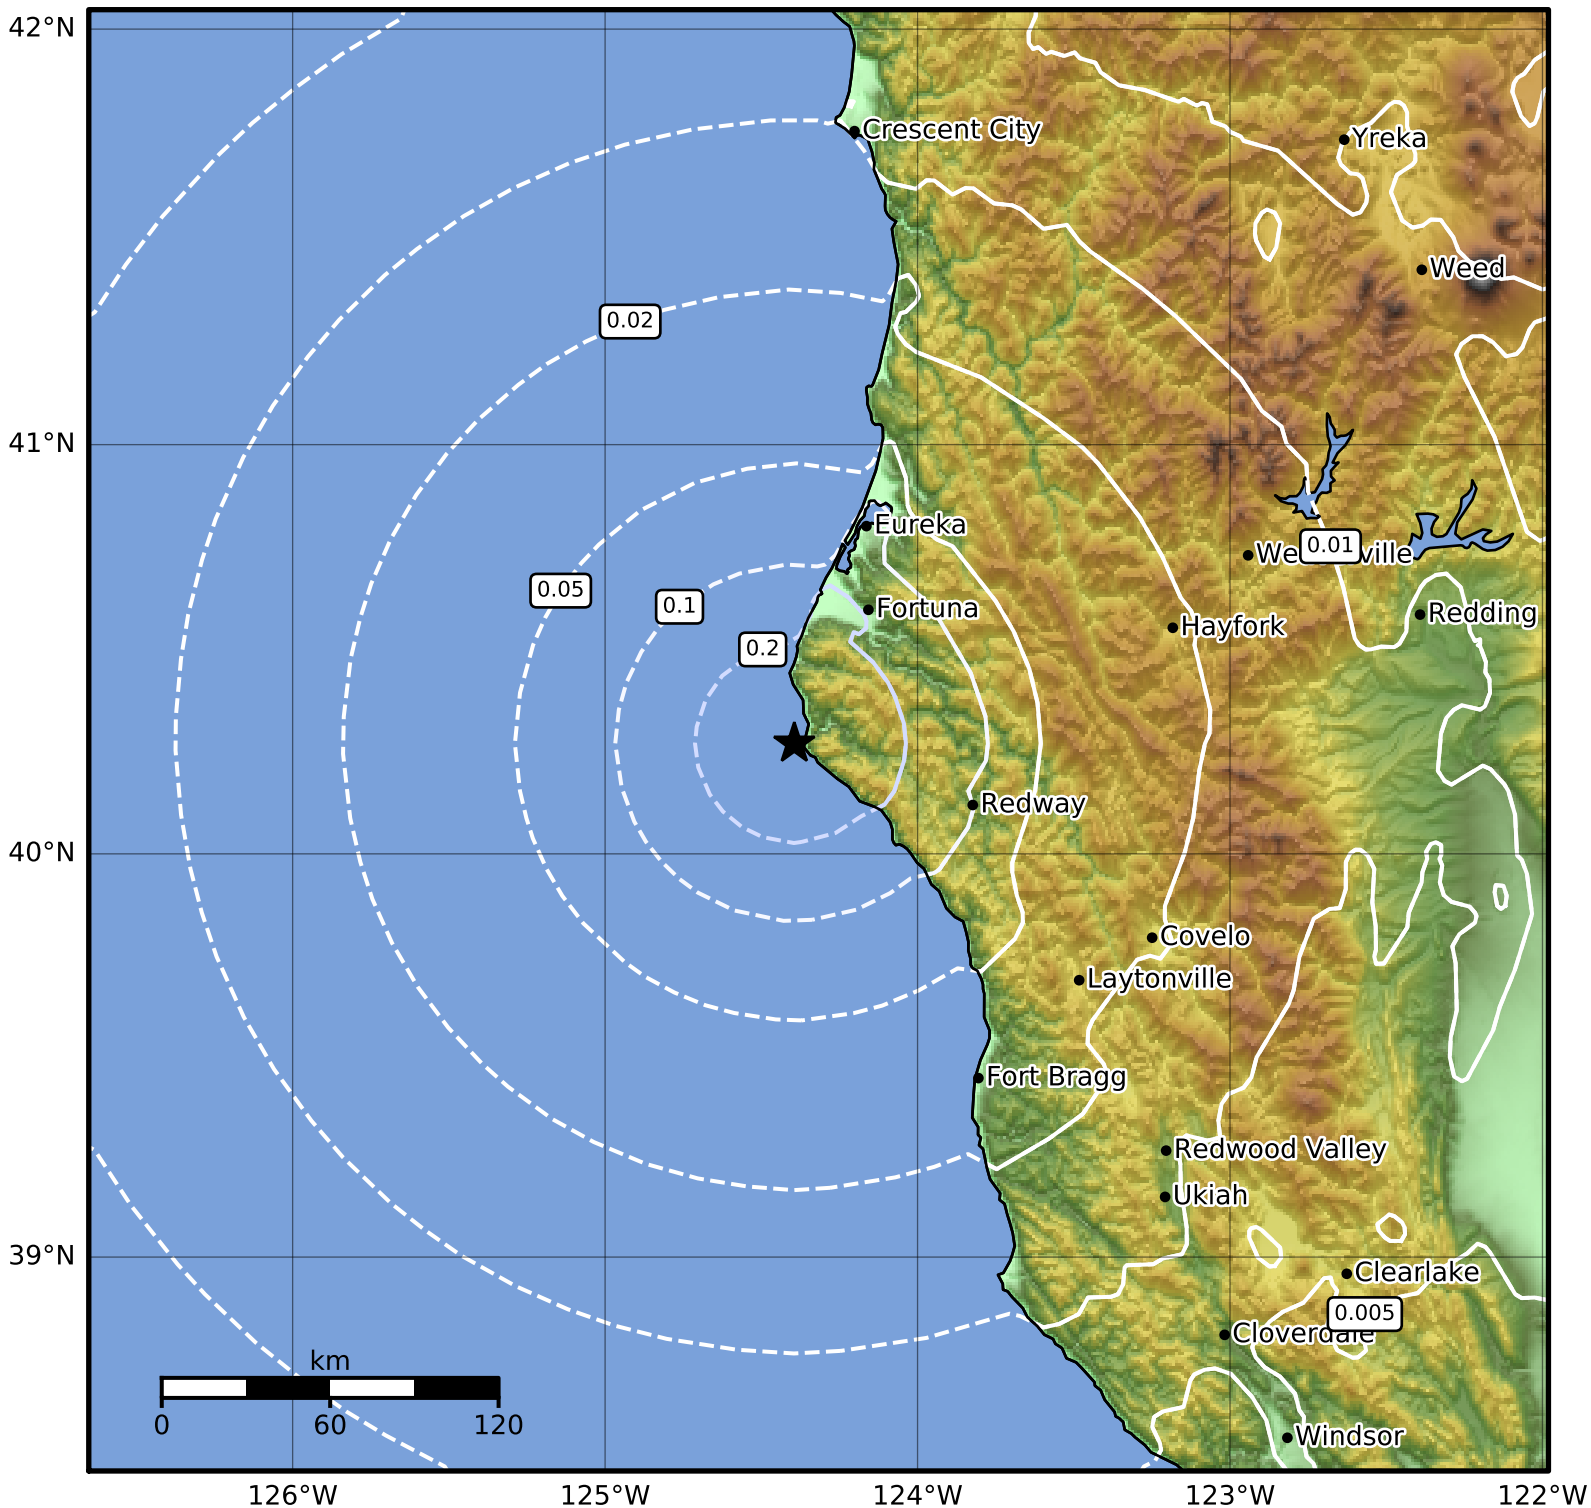 42°N
Crescent City
Yreka
Weed
0.02
41°N
Eureka
0.01
0.05
0.1
Fortuna
Redding
Hayfork
0.2
Redway
40°N
Covelo
Laytonville
Fort Bragg
Redwood Valley
Ukiah
39°N
Clearlake
0.005
Cloverdale
km
0
60
120
Windsor
126°W
125°W
124°W
123°W
122°W